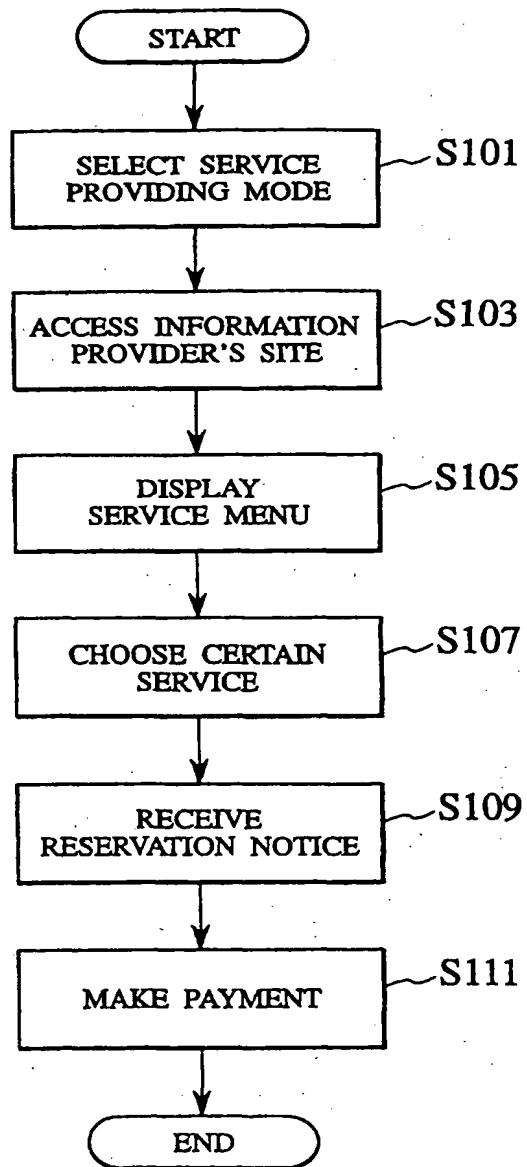 START
SELECT SERVICE
PROVIDING MODE
S101
ACCESS INFORMATION
PROVIDER'S SITE
S103
DISPLAY
SERVICE MENU
S105
CHOOSE CERTAIN
SERVICE
S107
RECEIVE
RESERVATION NOTICE
S109
MAKE PAYMENT
S111
END